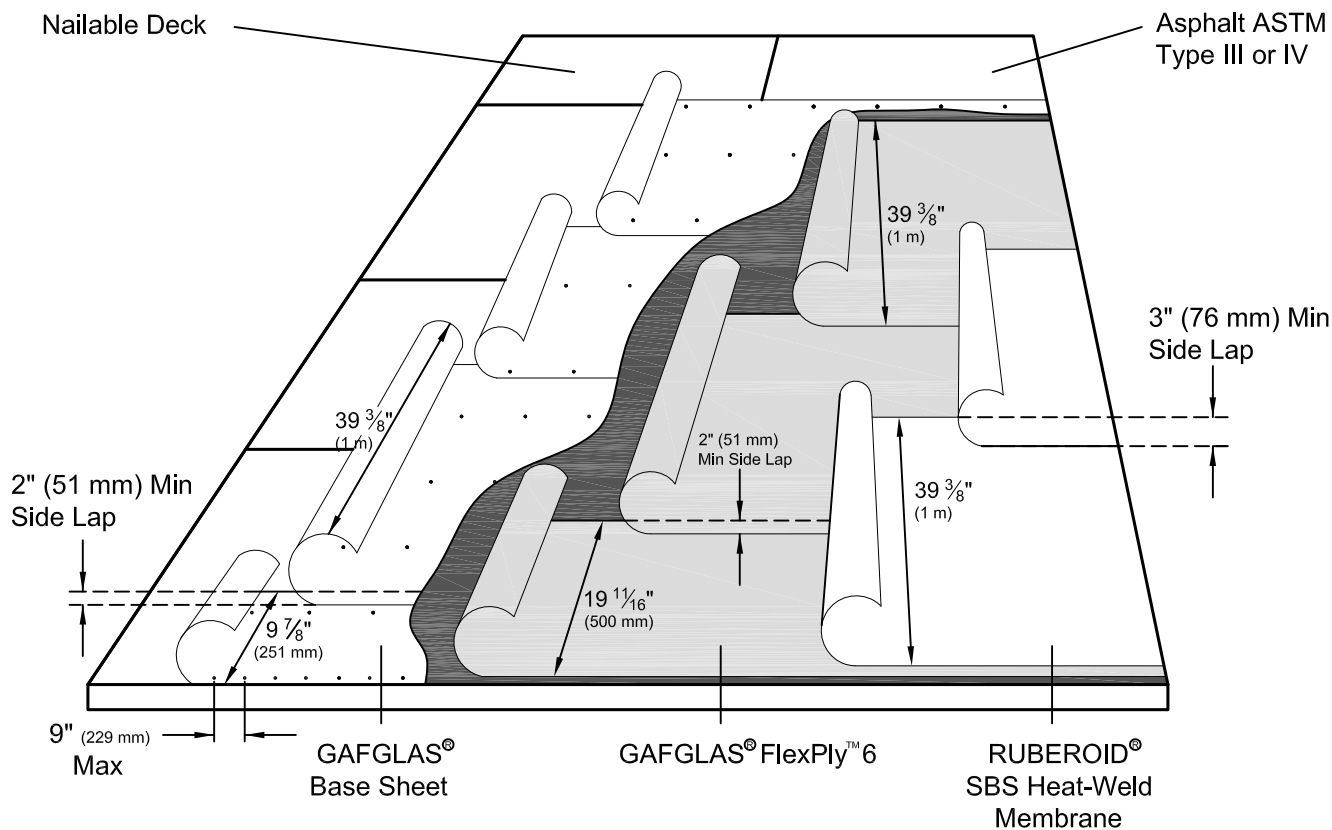 Nailable Deck
Asphalt ASTM
Type III or IV
39 ⅜"
(1 m)
3" (76 mm) Min
Side Lap
39 ⅜"
(1 m)
2" (51 mm)
Min Side Lap
2" (51 mm) Min
Side Lap
39 ⅜"
(1 m)
19 ¹¹⁄₁₆"
(500 mm)
9 ⅞"
(251 mm)
9" (229 mm)
Max
GAFGLAS®
Base Sheet
GAFGLAS® FlexPly™ 6
RUBEROID®
SBS Heat-Weld
Membrane